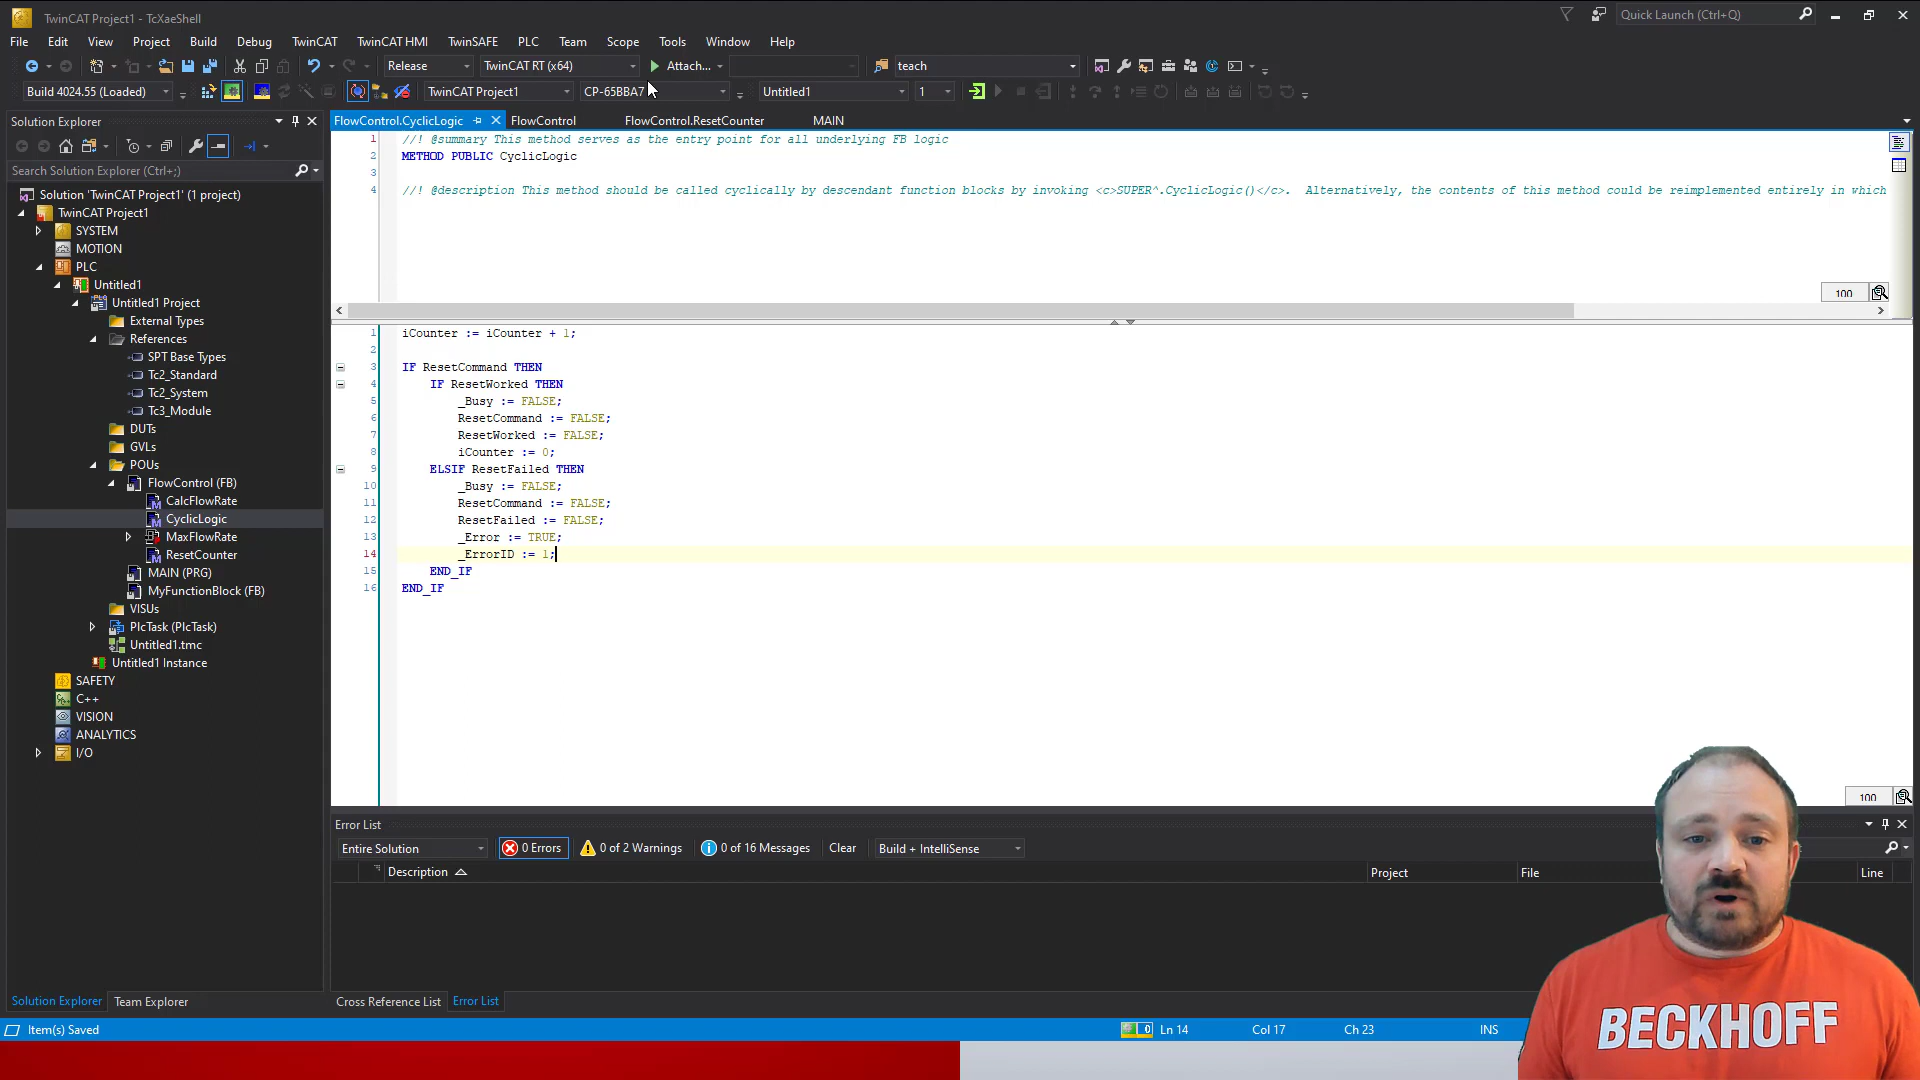 TwinCAT Project1 - TcXaeShell
Quick Launch (Ctrl+Q)
File Edit View Project Build Debug TwinCAT TwinCAT HMI TwinSAFE PLC Team Scope Tools Window Help
Release TwinCAT RT (x64) Attach... teach
Build 4024.55 (Loaded) TwinCAT Project1 CP-65BBA7 Untitled1 1
Solution Explorer
Search Solution Explorer (Ctrl+;)
Solution 'TwinCAT Project1' (1 project)
TwinCAT Project1
SYSTEM
MOTION
PLC
Untitled1
Untitled1 Project
External Types
References
SPT Base Types
Tc2_Standard
Tc2_System
Tc3_Module
DUTs
GVLs
POUs
FlowControl (FB)
CalcFlowRate
CyclicLogic
MaxFlowRate
ResetCounter
MAIN (PRG)
MyFunctionBlock (FB)
VISUs
PlcTask (PlcTask)
Untitled1.tmc
Untitled1 Instance
SAFETY
C++
VISION
ANALYTICS
I/O
Solution Explorer Team Explorer
FlowControl.CyclicLogic FlowControl FlowControl.ResetCounter MAIN
1 //! @summary This method serves as the entry point for all underlying FB logic
2 METHOD PUBLIC CyclicLogic
3
4 //! @description This method should be called cyclically by descendant function blocks by invoking <c>SUPER^.CyclicLogic()</c>.  Alternatively, the contents of this method could be reimplemented entirely in which
100
1 iCounter := iCounter + 1;
2
3 IF ResetCommand THEN
4 IF ResetWorked THEN
5 _Busy := FALSE;
6 ResetCommand := FALSE;
7 ResetWorked := FALSE;
8 iCounter := 0;
9 ELSIF ResetFailed THEN
10 _Busy := FALSE;
11 ResetCommand := FALSE;
12 ResetFailed := FALSE;
13 _Error := TRUE;
14 _ErrorID := 1;
15 END_IF
16 END_IF
100
Error List
Entire Solution 0 Errors 0 of 2 Warnings 0 of 16 Messages Clear Build + IntelliSense
Description Project File Line
Cross Reference List Error List
Item(s) Saved 0 Ln 14 Col 17 Ch 23 INS
BECKHOFF